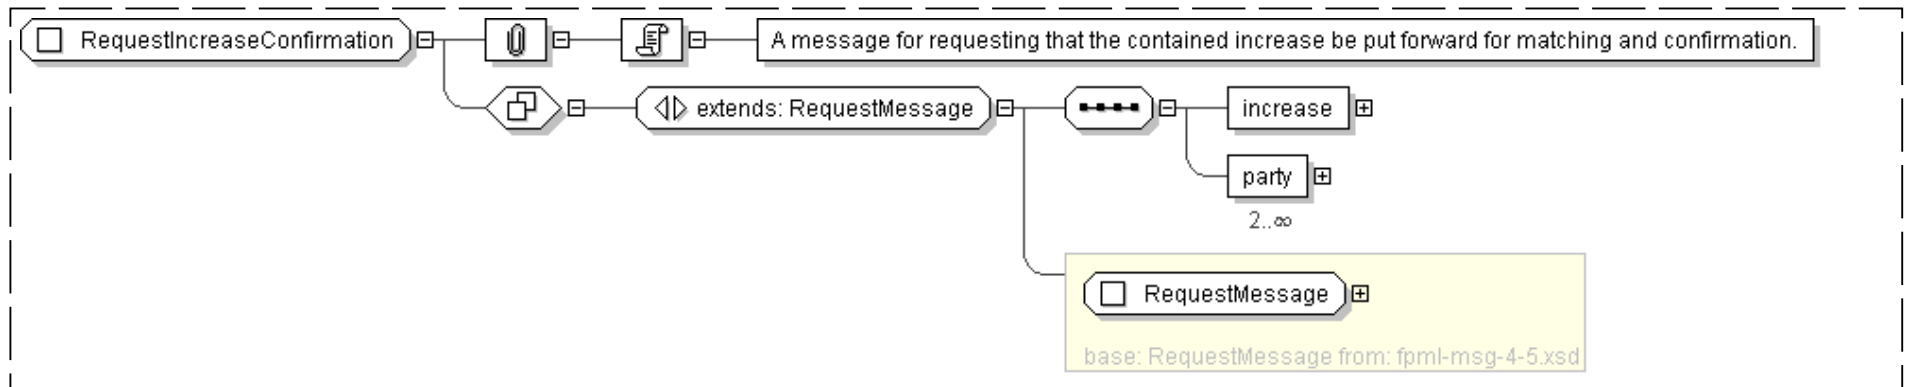 RequestIncreaseConfirmation
A message for requesting that the contained increase be put forward for matching and confirmation.
extends: RequestMessage
increase
party
2..∞
RequestMessage
base: RequestMessage from: fpml-msg-4-5.xsd